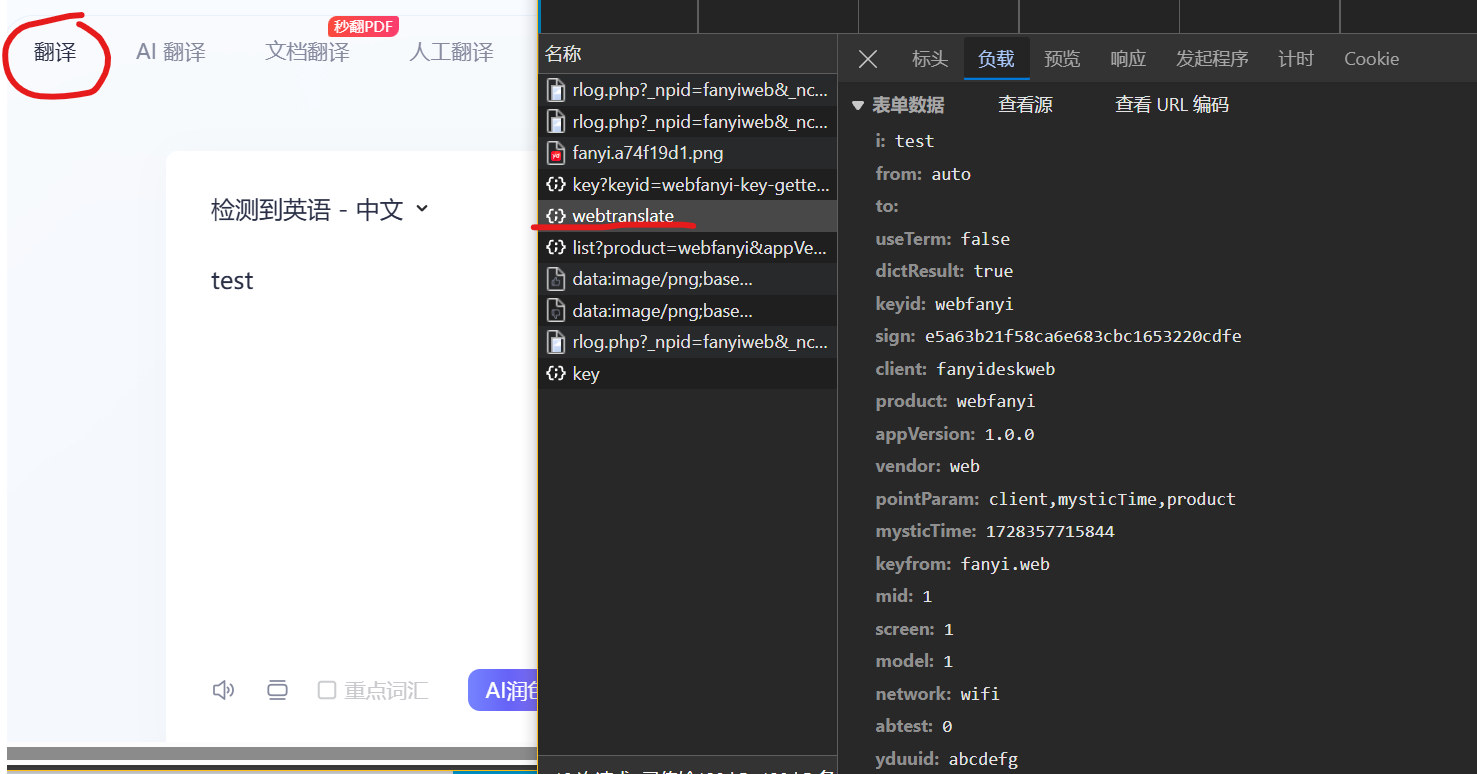 秒翻PDF
翻译 AI 翻译 文档翻译 人工翻译
检测到英语 - 中文
test
重点词汇
AI润色
名称
rlog.php?_npid=fanyiweb&_nc...
rlog.php?_npid=fanyiweb&_nc...
fanyi.a74f19d1.png
key?keyid=webfanyi-key-gette...
webtranslate
list?product=webfanyi&appVe...
data:image/png;base...
data:image/png;base...
rlog.php?_npid=fanyiweb&_nc...
key
标头 负载 预览 响应 发起程序 计时 Cookie
表单数据 查看源 查看 URL 编码
i: test
from: auto
to:
useTerm: false
dictResult: true
keyid: webfanyi
sign: e5a63b21f58ca6e683cbc1653220cdfe
client: fanyideskweb
product: webfanyi
appVersion: 1.0.0
vendor: web
pointParam: client,mysticTime,product
mysticTime: 1728357715844
keyfrom: fanyi.web
mid: 1
screen: 1
model: 1
network: wifi
abtest: 0
yduuid: abcdefg